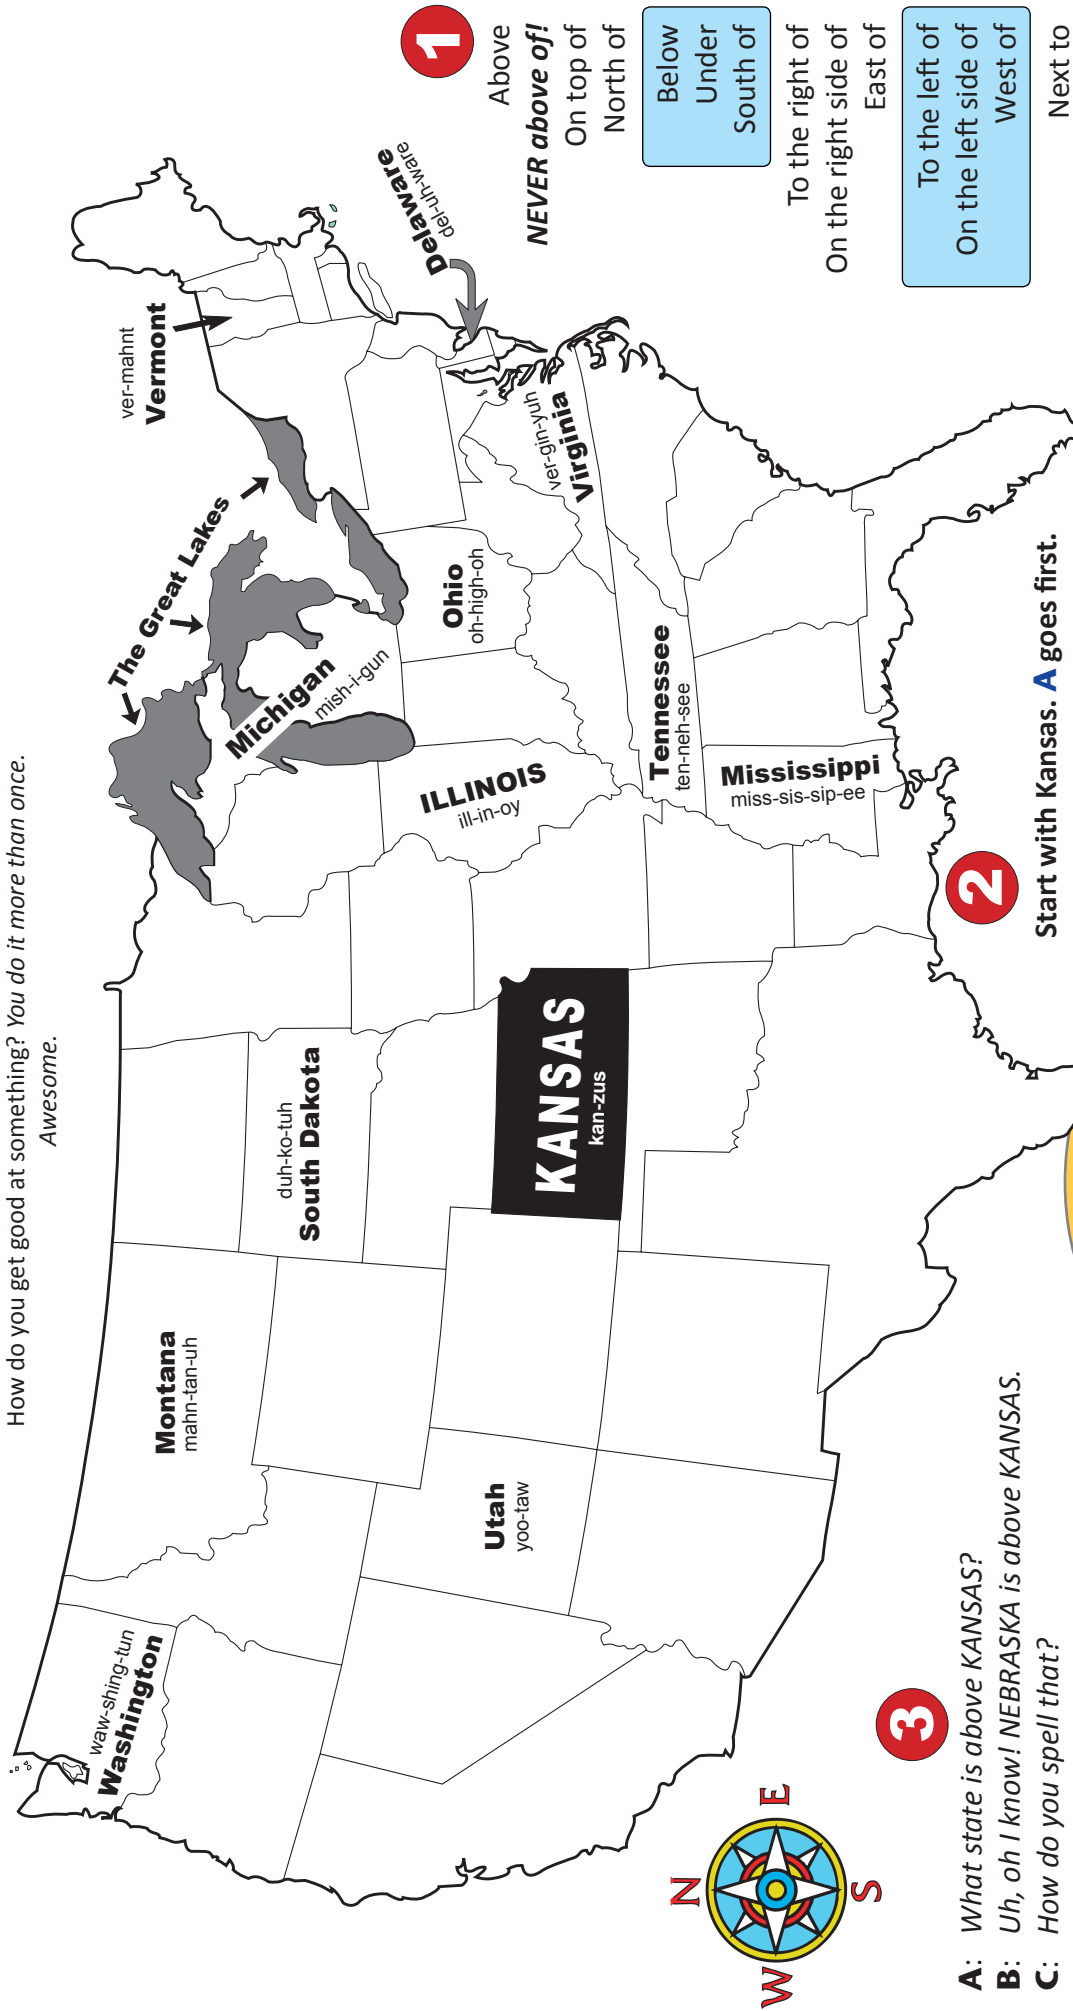 How do you get good at something? You do it more than once.
Awesome.
The Great Lakes
ver-mahnt
Vermont
Delaware
del-uh-ware
waw-shing-tun
Washington
Montana
mahn-tan-uh
duh-ko-tuh
South Dakota
Michigan
mish-i-gun
Utah
yoo-taw
KANSAS
kan-zus
ILLINOIS
ill-in-oy
Ohio
oh-high-oh
ver-gin-yuh
Virginia
Tennessee
ten-neh-see
Mississippi
miss-sis-sip-ee
N
W
E
S
1
Above
NEVER above of!
On top of
North of
Below
Under
South of
To the right of
On the right side of
East of
To the left of
On the left side of
West of
Next to
2
Start with Kansas. A goes first.
3
A: What state is above KANSAS?
B: Uh, oh I know! NEBRASKA is above KANSAS.
C: How do you spell that?